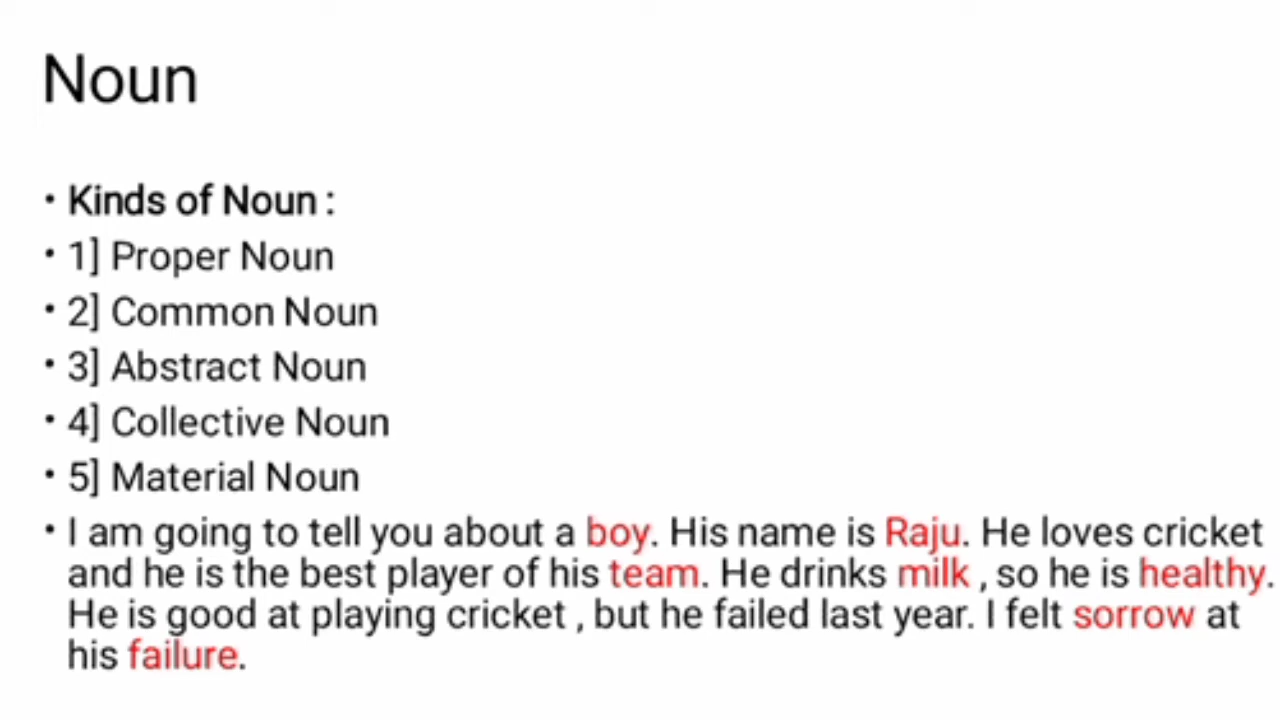 Noun
• Kinds of Noun :
• 1] Proper Noun
• 2] Common Noun
• 3] Abstract Noun
• 4] Collective Noun
• 5] Material Noun
• I am going to tell you about a boy. His name is Raju. He loves cricket
and he is the best player of his team. He drinks milk , so he is healthy.
He is good at playing cricket , but he failed last year. I felt sorrow at
his failure.